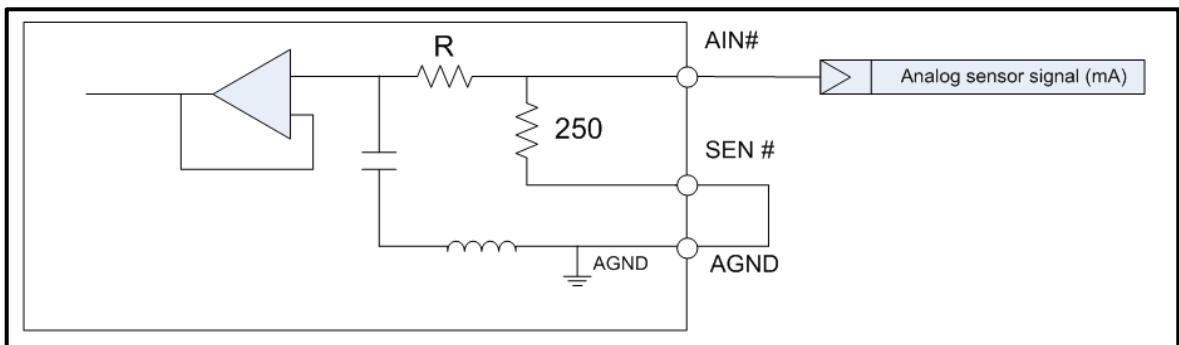 R
AIN#
Analog sensor signal (mA)
250
SEN #
AGND
AGND